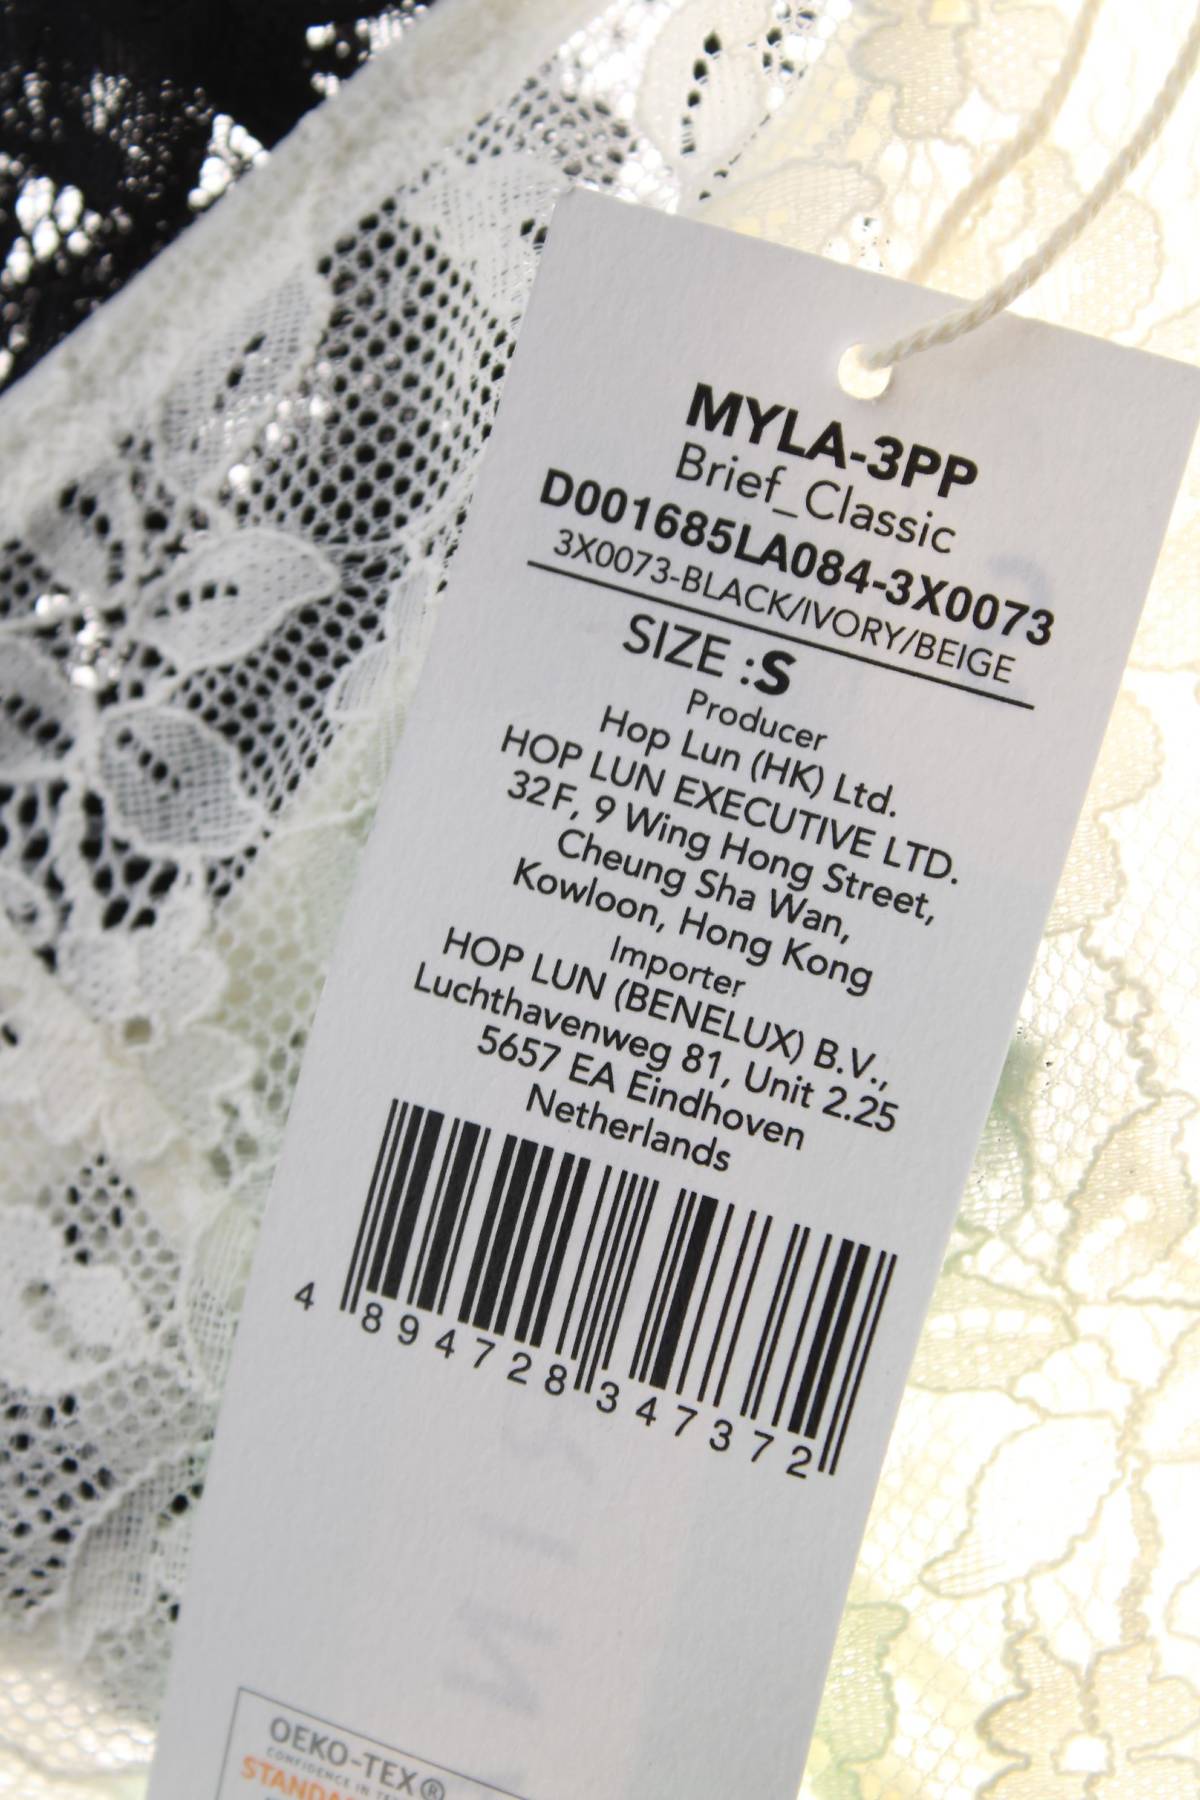 MYLA-3PP
Brief_Classic
D001685LA084-3X0073
3X0073-BLACK/IVORY/BEIGE
SIZE :S
Producer
Hop Lun (HK) Ltd.
HOP LUN EXECUTIVE LTD.
32F, 9 Wing Hong Street,
Cheung Sha Wan,
Kowloon, Hong Kong
Importer
HOP LUN (BENELUX) B.V.,
Luchthavenweg 81, Unit 2.25
5657 EA Eindhoven
Netherlands
4 894728 347372
OEKO-TEX®
CONFIDENCE IN